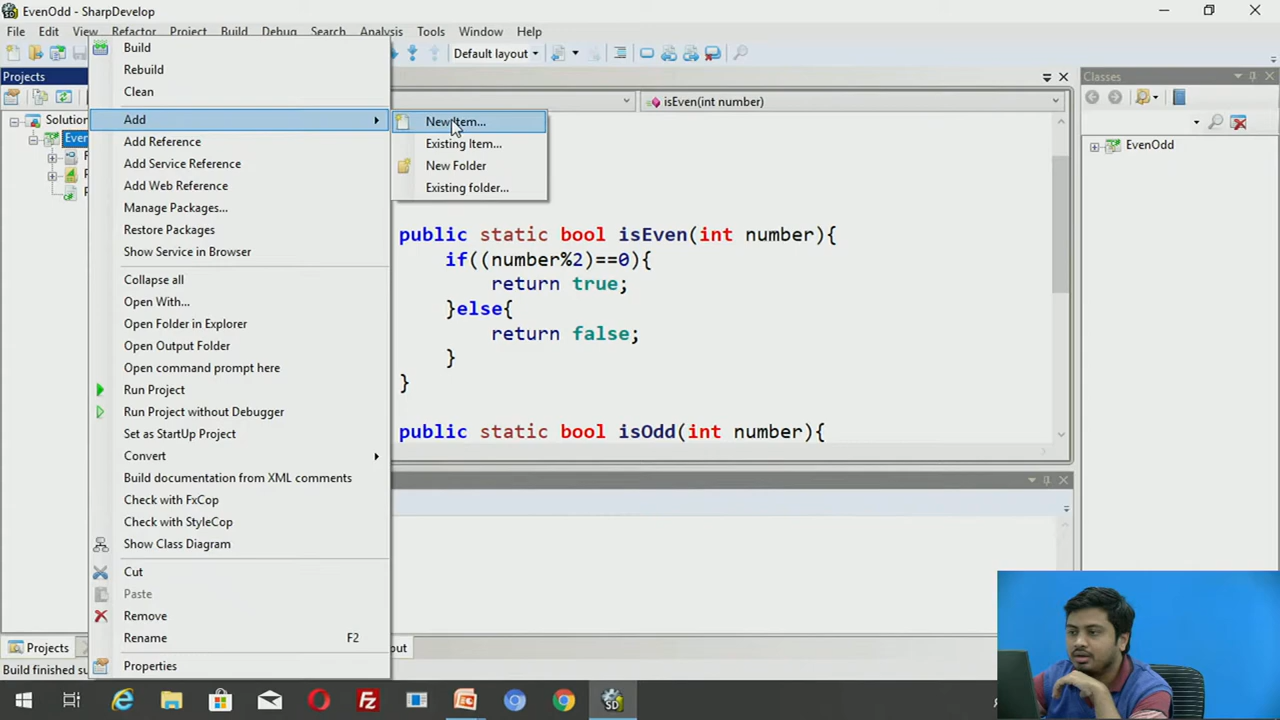 EvenOdd - SharpDevelop
File Edit View Refactor Project Build Debug Search Analysis Tools Window Help
Default layout
Projects
Classes
isEven(int number)
Solution
Even
EvenOdd
Build
Rebuild
Clean
Add
Add Reference
Add Service Reference
Add Web Reference
Manage Packages...
Restore Packages
Show Service in Browser
Collapse all
Open With...
Open Folder in Explorer
Open Output Folder
Open command prompt here
Run Project
Run Project without Debugger
Set as StartUp Project
Convert
Build documentation from XML comments
Check with FxCop
Check with StyleCop
Show Class Diagram
Cut
Paste
Remove
Rename F2
Properties
New Item...
Existing Item...
New Folder
Existing folder...
public static bool isEven(int number){
if((number%2)==0){
return true;
}else{
return false;
}
}
public static bool isOdd(int number){
Projects
Build finished su